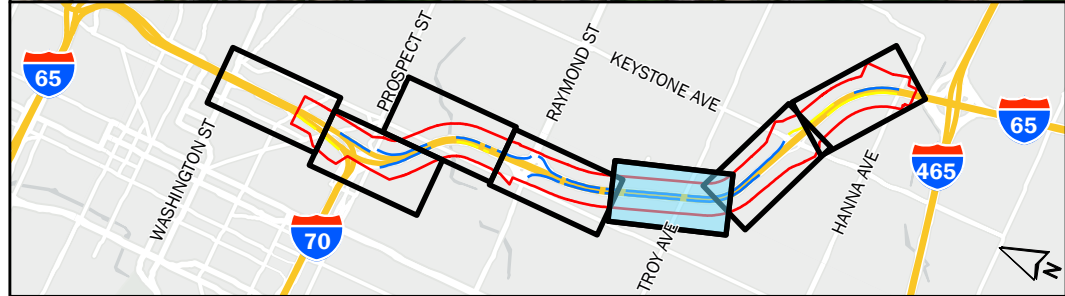 65
WASHINGTON ST
PROSPECT ST
70
RAYMOND ST
KEYSTONE AVE
TROY AVE
HANNA AVE
465
65
N